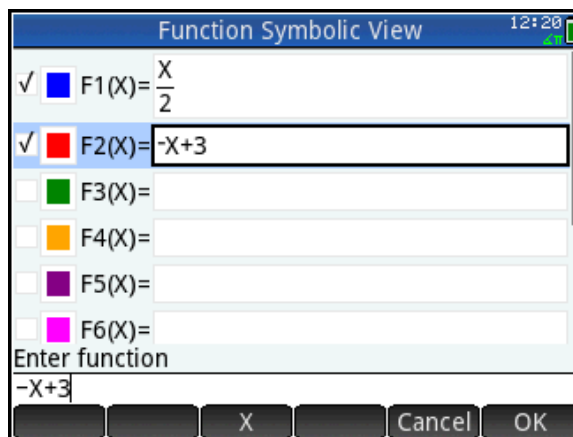 Function Symbolic View 12:20
∡π
√ F1(X)= X/2
√ F2(X)= -X+3
F3(X)=
F4(X)=
F5(X)=
F6(X)=
Enter function
-X+3
X Cancel OK